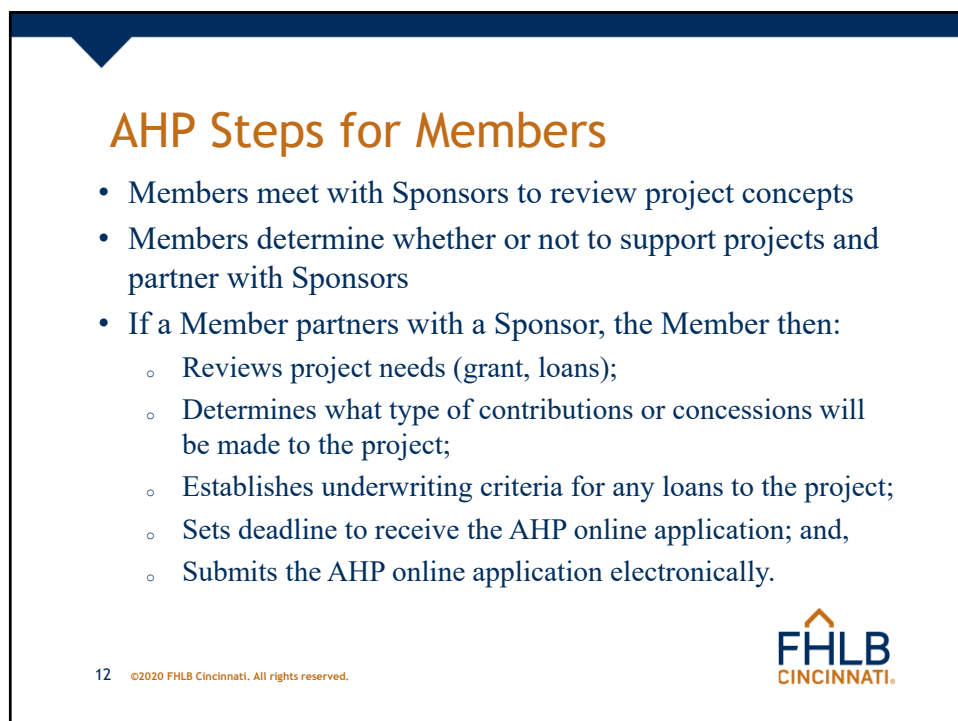 AHP Steps for Members
• Members meet with Sponsors to review project concepts
• Members determine whether or not to support projects and
partner with Sponsors
• If a Member partners with a Sponsor, the Member then:
o Reviews project needs (grant, loans);
o Determines what type of contributions or concessions will
be made to the project;
o Establishes underwriting criteria for any loans to the project;
o Sets deadline to receive the AHP online application; and,
o Submits the AHP online application electronically.
12 ©2020 FHLB Cincinnati. All rights reserved.
FHLB
CINCINNATI®